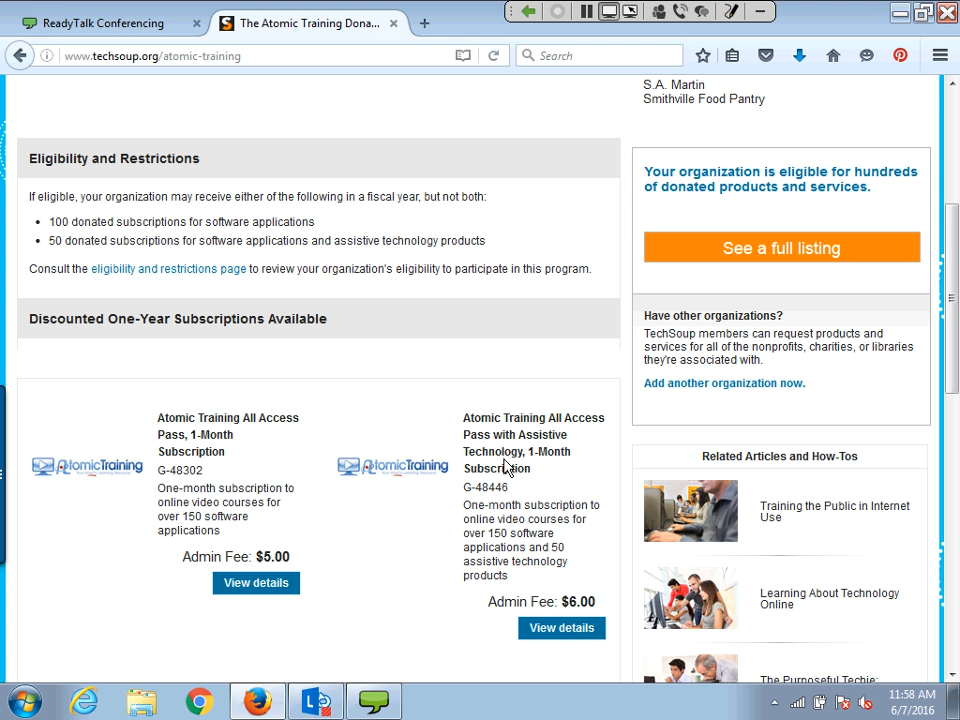 ReadyTalk Conferencing
The Atomic Training Dona...
www.techsoup.org/atomic-training
Search
S.A. Martin
Smithville Food Pantry
Eligibility and Restrictions
If eligible, your organization may receive either of the following in a fiscal year, but not both:
100 donated subscriptions for software applications
50 donated subscriptions for software applications and assistive technology products
Consult the eligibility and restrictions page to review your organization's eligibility to participate in this program.
Discounted One-Year Subscriptions Available
AtomicTraining
Atomic Training All Access
Pass, 1-Month
Subscription
G-48302
One-month subscription to
online video courses for
over 150 software
applications
Admin Fee: $5.00
View details
AtomicTraining
Atomic Training All Access
Pass with Assistive
Technology, 1-Month
Subscription
G-48446
One-month subscription to
online video courses for
over 150 software
applications and 50
assistive technology
products
Admin Fee: $6.00
View details
Your organization is eligible for hundreds
of donated products and services.
See a full listing
Have other organizations?
TechSoup members can request products and
services for all of the nonprofits, charities, or libraries
they're associated with.
Add another organization now.
Related Articles and How-Tos
Training the Public in Internet
Use
Learning About Technology
Online
The Purposeful Techie:
11:58 AM
6/7/2016